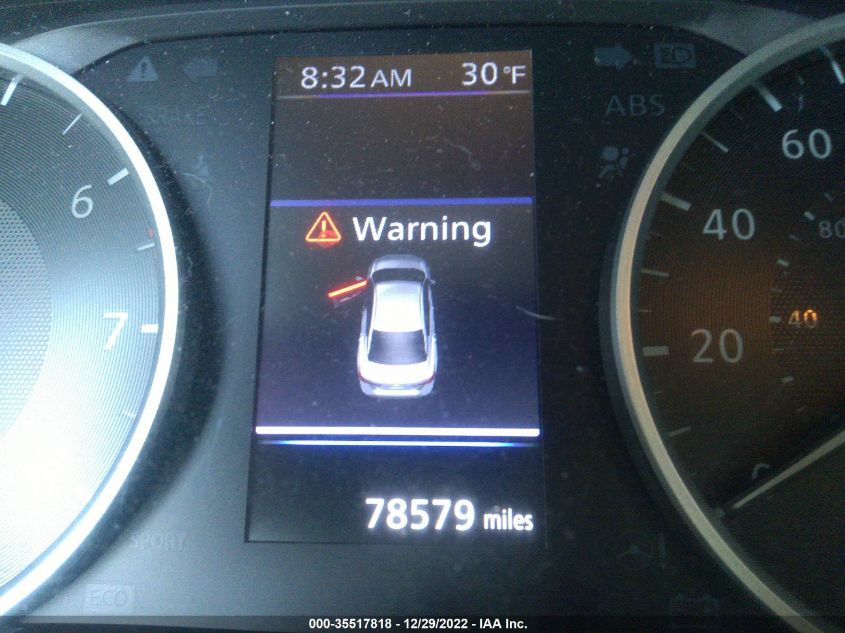 8:32 AM 30°F
BRAKE
ABS
60
6
Warning
40
80
7
40
20
78579 miles
SPORT
ECO
000-35517818 - 12/29/2022 - IAA Inc.